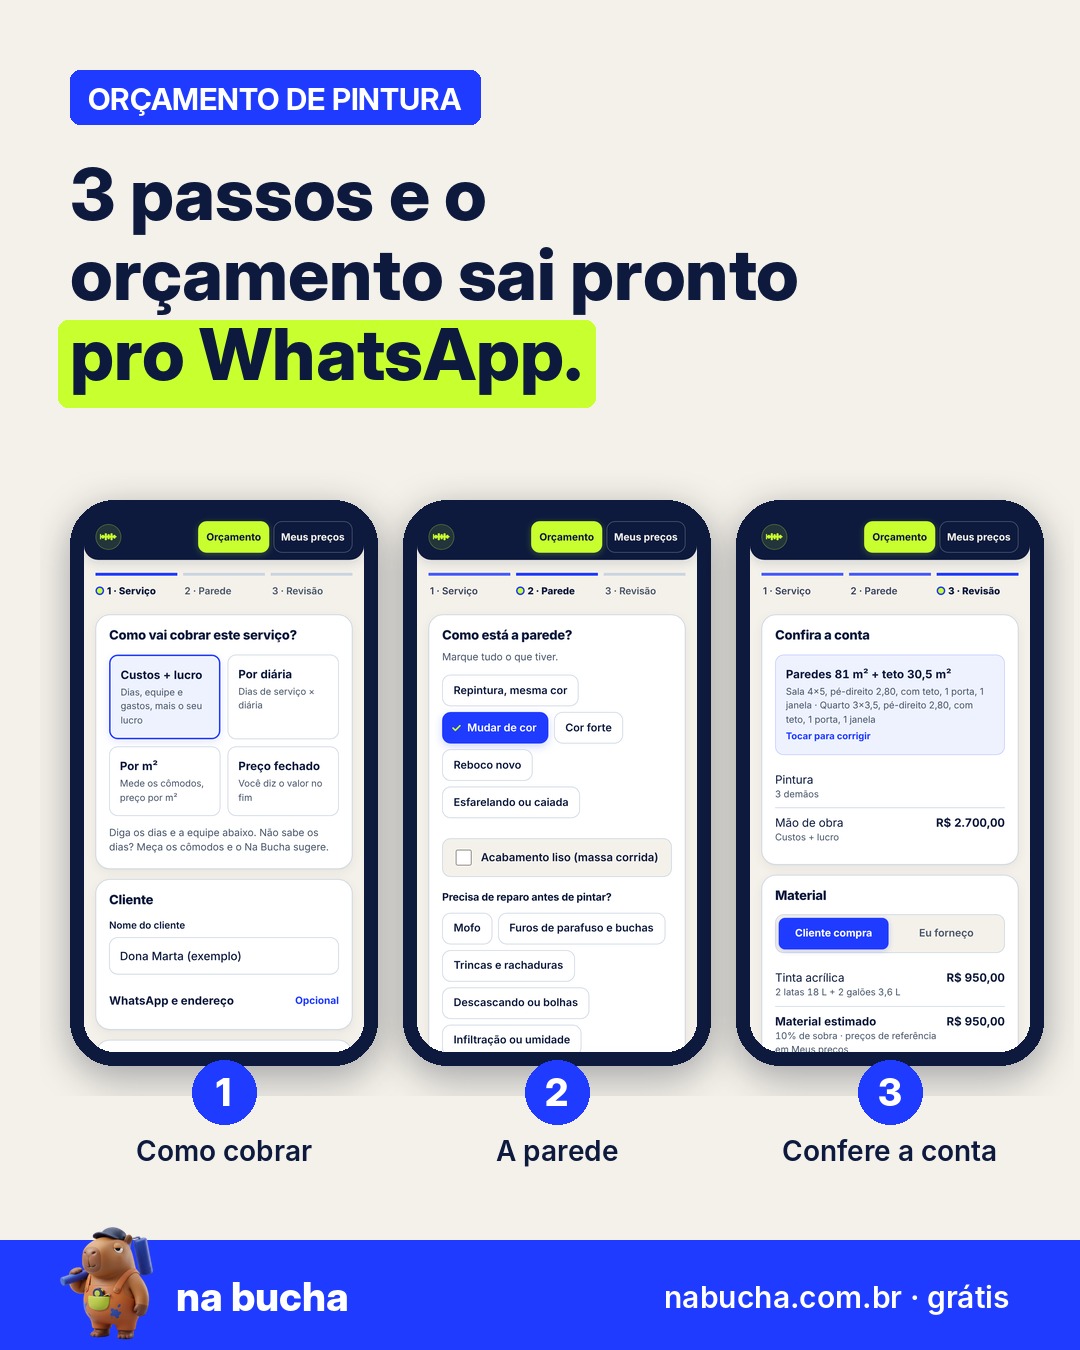 ORÇAMENTO DE PINTURA
3 passos e o
orçamento sai pronto
pro WhatsApp.
Orçamento
Meus preços
1 · Serviço
2 · Parede
3 · Revisão
Como vai cobrar este serviço?
Custos + lucro
Dias, equipe e
gastos, mais o seu
lucro
Por diária
Dias de serviço ×
diária
Por m²
Mede os cômodos,
preço por m²
Preço fechado
Você diz o valor no
fim
Diga os dias e a equipe abaixo. Não sabe os
dias? Meça os cômodos e o Na Bucha sugere.
Cliente
Nome do cliente
Dona Marta (exemplo)
WhatsApp e endereço
Opcional
1
Como cobrar
Orçamento
Meus preços
1 · Serviço
2 · Parede
3 · Revisão
Como está a parede?
Marque tudo o que tiver.
Repintura, mesma cor
✓ Mudar de cor
Cor forte
Reboco novo
Esfarelando ou caiada
Acabamento liso (massa corrida)
Precisa de reparo antes de pintar?
Mofo
Furos de parafuso e buchas
Trincas e rachaduras
Descascando ou bolhas
Infiltração ou umidade
2
A parede
Orçamento
Meus preços
1 · Serviço
2 · Parede
3 · Revisão
Confira a conta
Paredes 81 m² + teto 30,5 m²
Sala 4×5, pé-direito 2,80, com teto, 1 porta, 1
janela · Quarto 3×3,5, pé-direito 2,80, com
teto, 1 porta, 1 janela
Tocar para corrigir
Pintura
3 demãos
Mão de obra
R$ 2.700,00
Custos + lucro
Material
Cliente compra
Eu forneço
Tinta acrílica
R$ 950,00
2 latas 18 L + 2 galões 3,6 L
Material estimado
R$ 950,00
10% de sobra · preços de referência
em Meus preços
3
Confere a conta
na bucha
nabucha.com.br · grátis